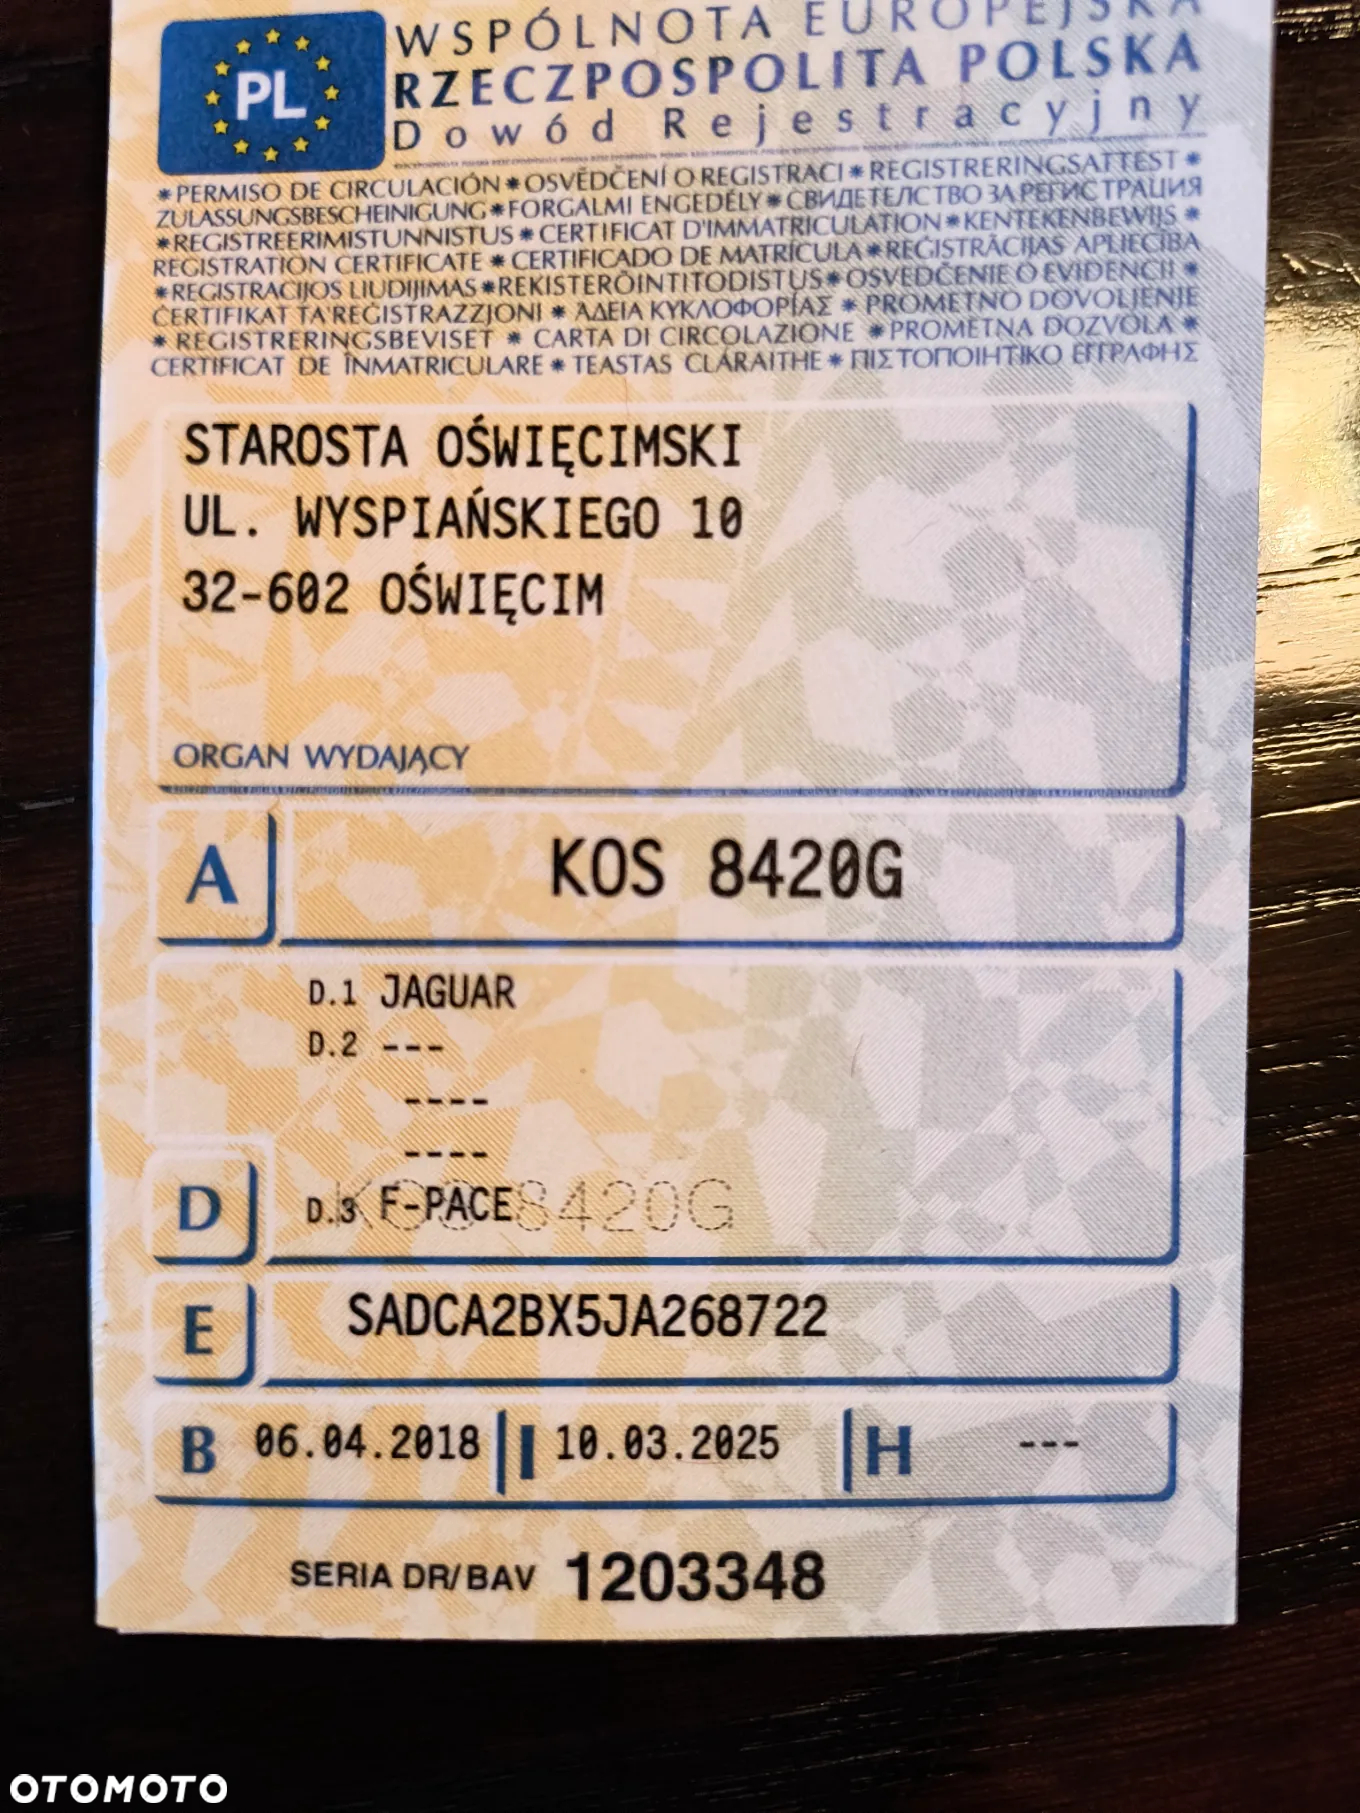 PL
WSPÓLNOTA EUROPEJSKA
RZECZPOSPOLITA POLSKA
Dowód Rejestracyjny
*PERMISO DE CIRCULACIÓN*OSVĚDČENÍ O REGISTRACI*REGISTRERINGSATTEST*
ZULASSUNGSBESCHEINIGUNG*FORGALMI ENGEDÉLY*СВИДЕТЕЛСТВО ЗА РЕГИСТРАЦИЯ
*REGISTREERIMISTUNNISTUS*CERTIFICAT D'IMMATRICULATION*KENTEKENBEWIJS*
REGISTRATION CERTIFICATE*CERTIFICADO DE MATRÍCULA*REĢISTRĀCIJAS APLIECĪBA
*REGISTRACIJOS LIUDIJIMAS*REKISTERÖINTITODISTUS*OSVEDČENIE O EVIDENCII*
ĊERTIFIKAT TA'REĠISTRAZZJONI*ΆΔΕΙΑ ΚΥΚΛΟΦΟΡΊΑΣ*PROMETNO DOVOLJENJE
*REGISTRERINGSBEVISET*CARTA DI CIRCOLAZIONE*PROMETNA DOZVOLA*
CERTIFICAT DE ÎNMATRICULARE*TEASTAS CLÁRAITHE*ΠΙΣΤΟΠΟΙΗΤΙΚΟ ΕΓΓΡΑΦΗΣ
STAROSTA OŚWIĘCIMSKI
UL. WYSPIAŃSKIEGO 10
32-602 OŚWIĘCIM
ORGAN WYDAJĄCY
A KOS 8420G
D.1 JAGUAR
D.2 ---
----
----
D D.3 F-PACE
KOS 8420G
E SADCA2BX5JA268722
B 06.04.2018 I 10.03.2025 H ---
SERIA DR/BAV 1203348
OTOMOTO